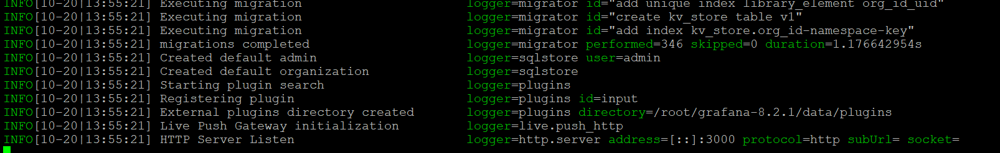 INFO[10-20|13:55:21] Executing migration logger=migrator id="add unique index library_element org_id_uid"
INFO[10-20|13:55:21] Executing migration logger=migrator id="create kv_store table v1"
INFO[10-20|13:55:21] Executing migration logger=migrator id="add index kv_store.org_id-namespace-key"
INFO[10-20|13:55:21] migrations completed logger=migrator performed=346 skipped=0 duration=1.176642954s
INFO[10-20|13:55:21] Created default admin logger=sqlstore user=admin
INFO[10-20|13:55:21] Created default organization logger=sqlstore
INFO[10-20|13:55:21] Starting plugin search logger=plugins
INFO[10-20|13:55:21] Registering plugin logger=plugins id=input
INFO[10-20|13:55:21] External plugins directory created logger=plugins directory=/root/grafana-8.2.1/data/plugins
INFO[10-20|13:55:21] Live Push Gateway initialization logger=live.push_http
INFO[10-20|13:55:21] HTTP Server Listen logger=http.server address=[::]:3000 protocol=http subUrl= socket=